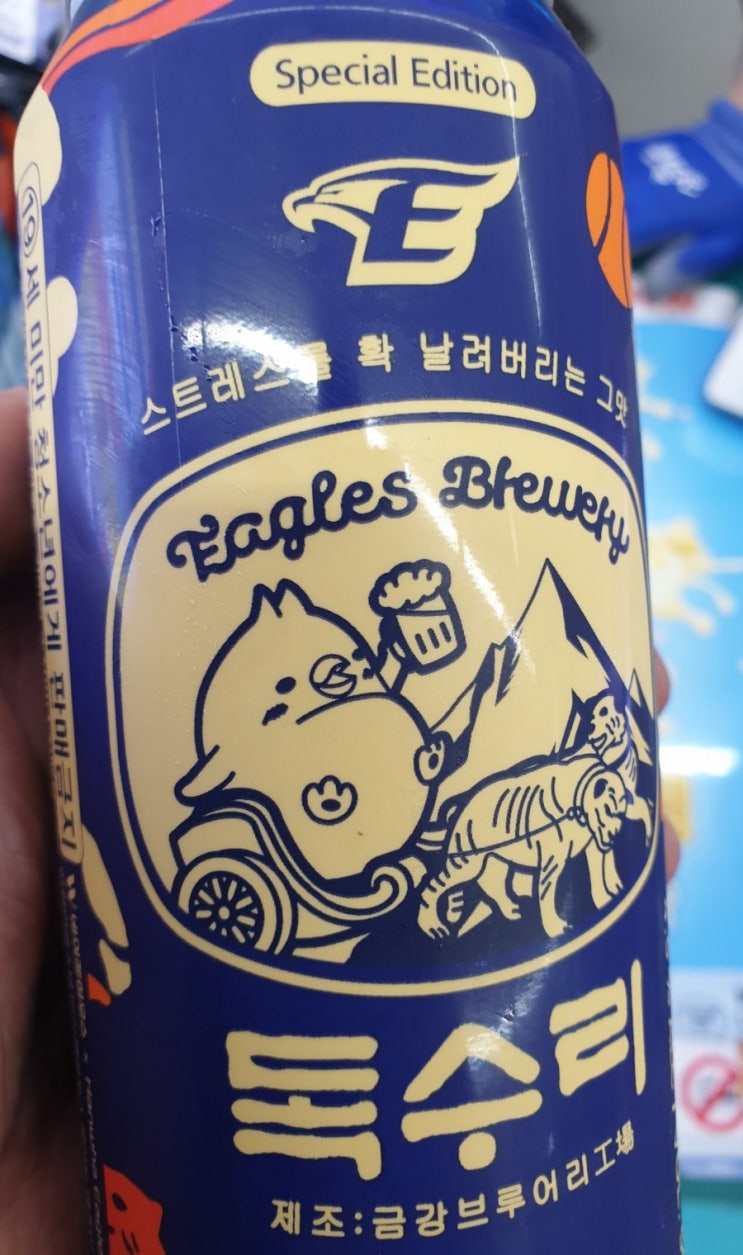 Special Edition
E
스트레스를 확 날려버리는 그맛
Eagles Brewery
독수리
제조:금강브루어리工場
19세 미만 청소년에게 판매금지